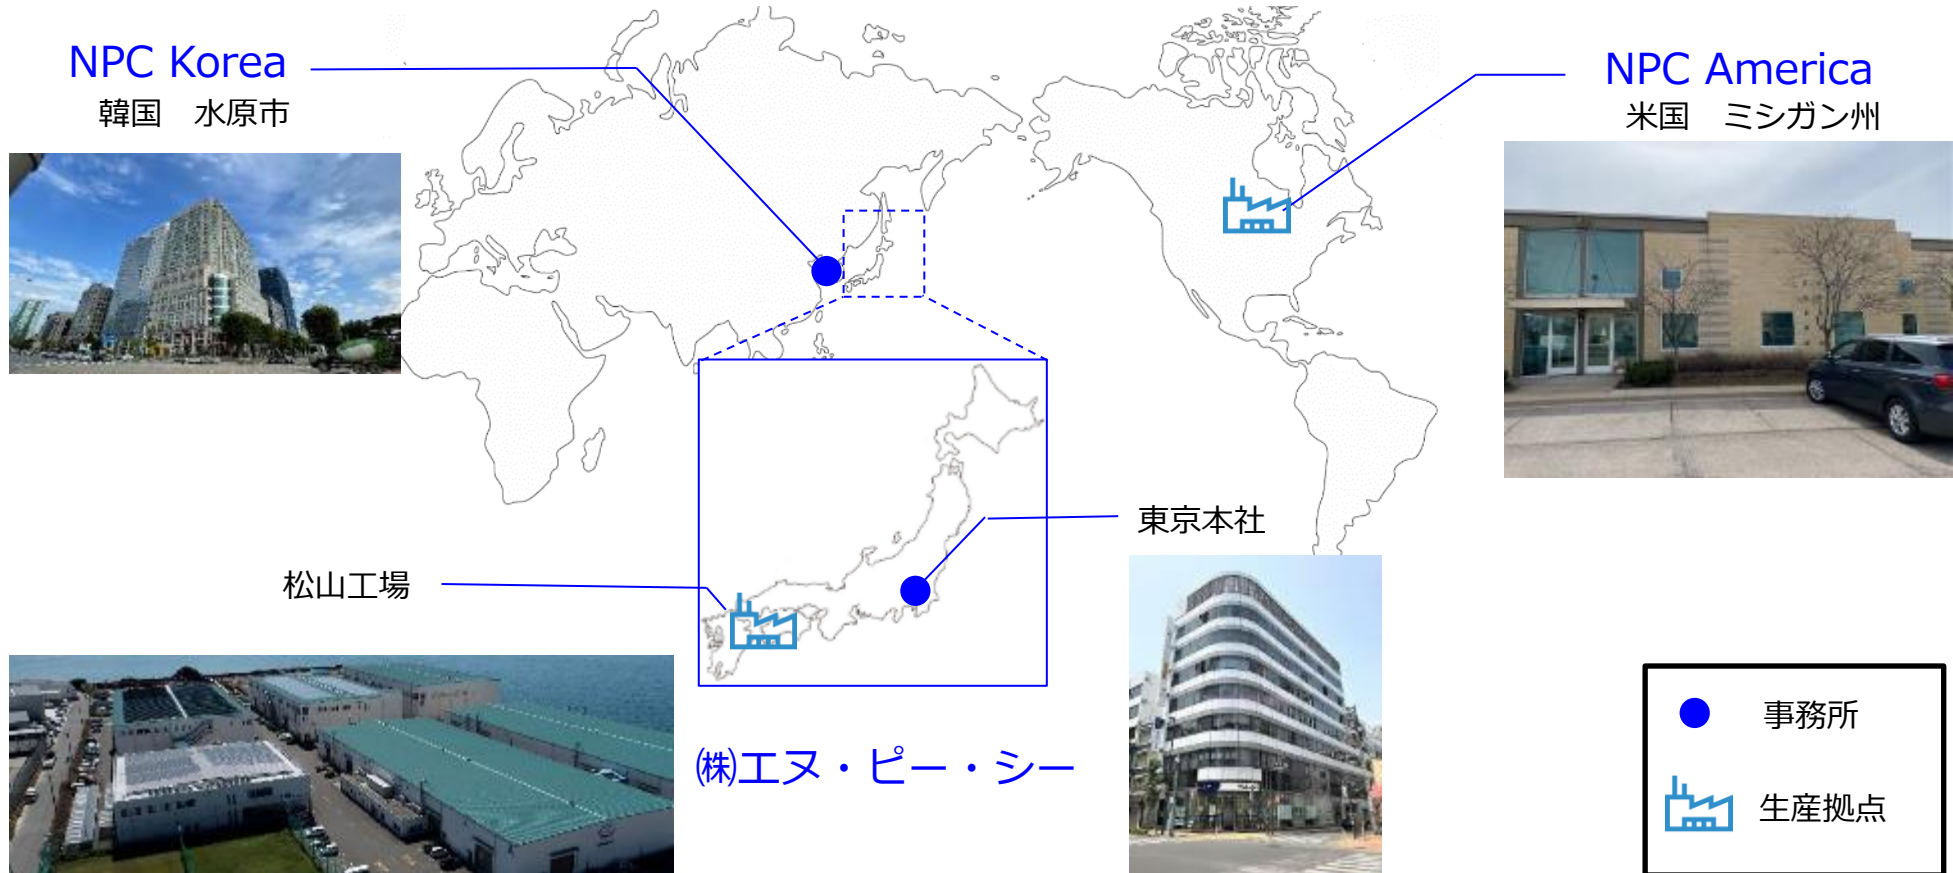 NPC Korea
韓国　水原市
NPC America
米国　ミシガン州
東京本社
松山工場
㈱エヌ・ピー・シー
事務所
生産拠点